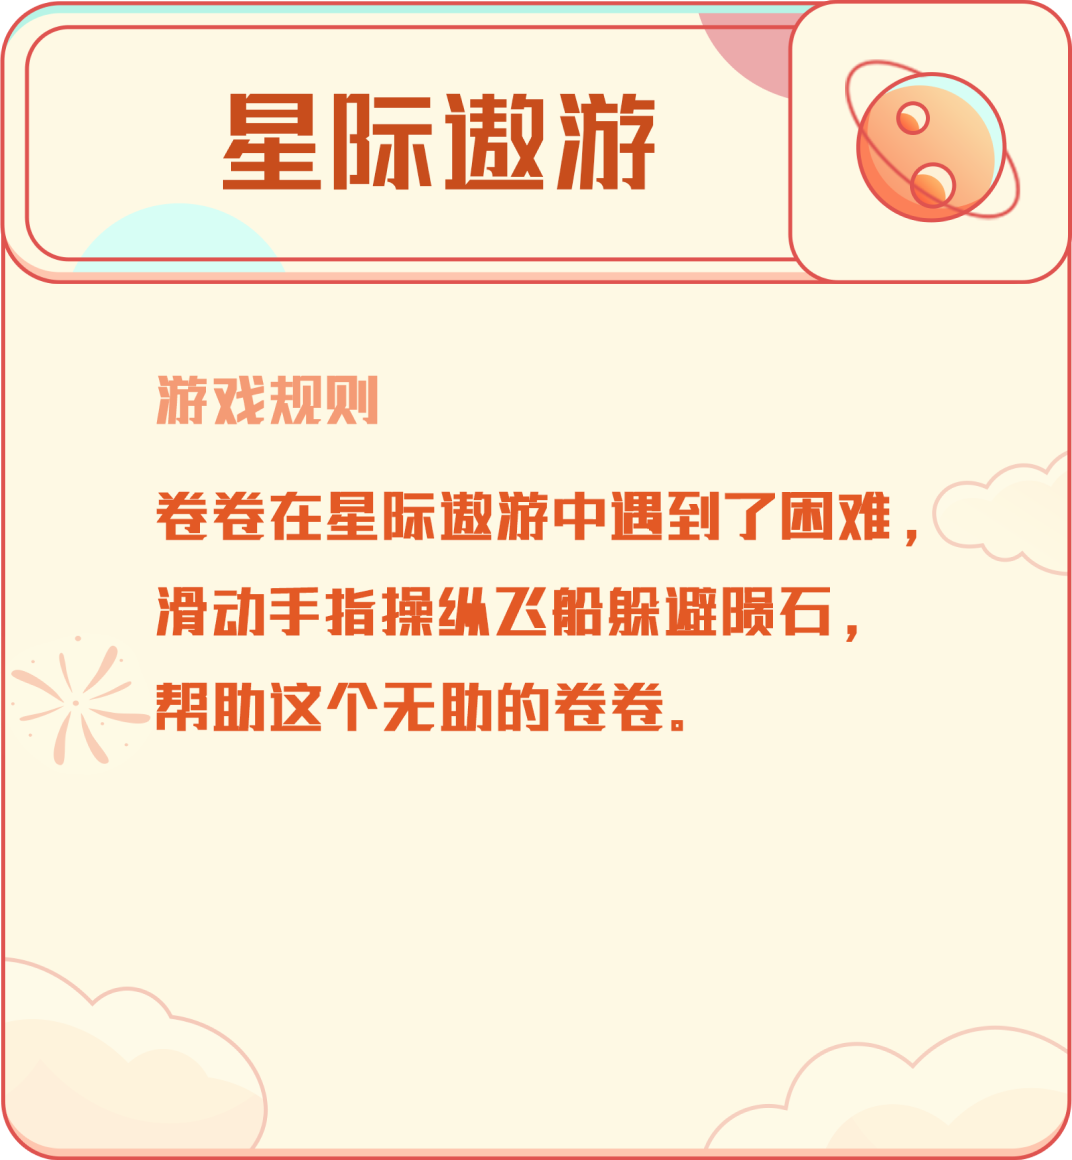 星际遨游
游戏规则
卷卷在星际遨游中遇到了困难，
滑动手指操纵飞船躲避陨石，
帮助这个无助的卷卷。